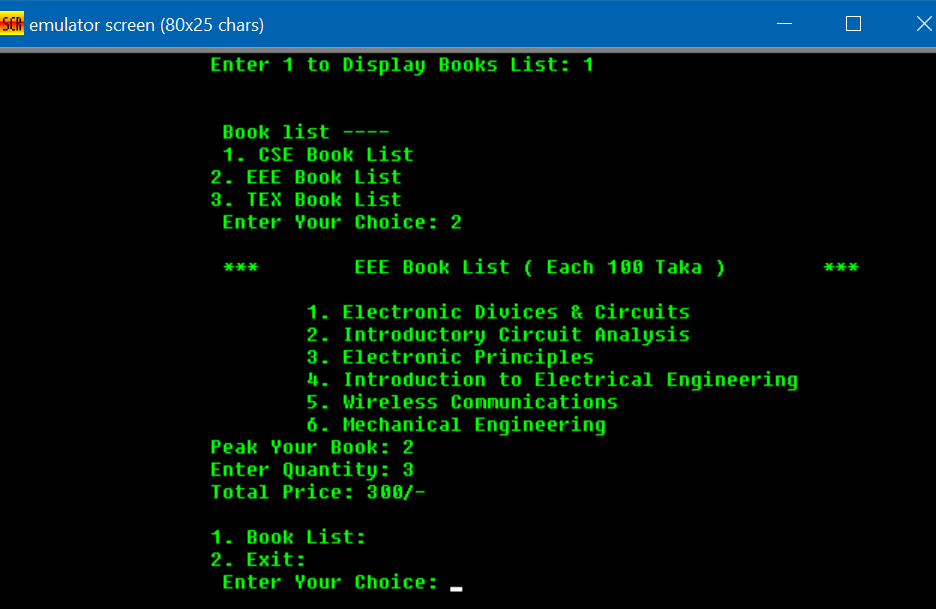 SCR emulator screen (80x25 chars)
Enter 1 to Display Books List: 1
Book list ----
1. CSE Book List
2. EEE Book List
3. TEX Book List
Enter Your Choice: 2
*** EEE Book List ( Each 100 Taka ) ***
1. Electronic Divices & Circuits
2. Introductory Circuit Analysis
3. Electronic Principles
4. Introduction to Electrical Engineering
5. Wireless Communications
6. Mechanical Engineering
Peak Your Book: 2
Enter Quantity: 3
Total Price: 300/-
1. Book List:
2. Exit:
Enter Your Choice: _